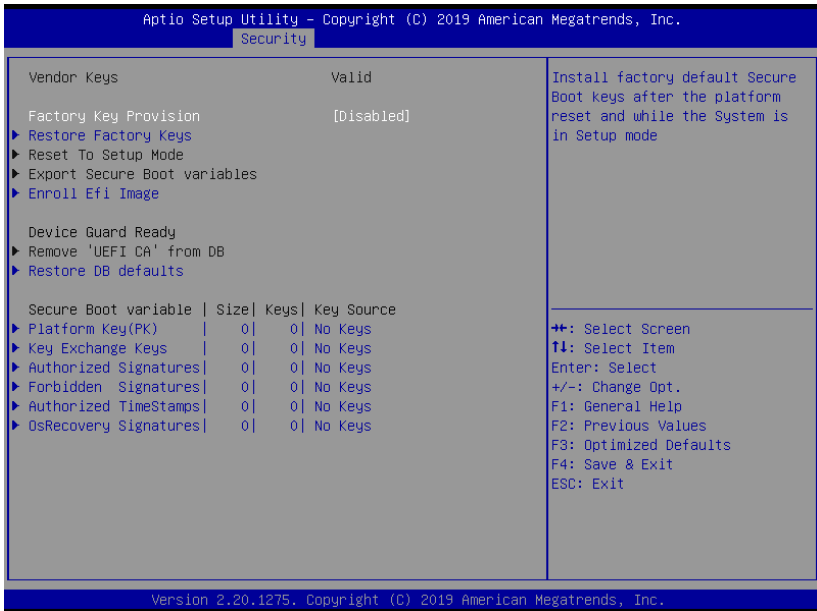 Aptio Setup Utility – Copyright (C) 2019 American Megatrends, Inc.
Security
Vendor Keys Valid
Factory Key Provision [Disabled]
Restore Factory Keys
Reset To Setup Mode
Export Secure Boot variables
Enroll Efi Image
Device Guard Ready
Remove 'UEFI CA' from DB
Restore DB defaults
Secure Boot variable | Size| Keys| Key Source
Platform Key(PK) | 0| 0| No Keys
Key Exchange Keys | 0| 0| No Keys
Authorized Signatures| 0| 0| No Keys
Forbidden Signatures| 0| 0| No Keys
Authorized TimeStamps| 0| 0| No Keys
OsRecovery Signatures| 0| 0| No Keys
Install factory default Secure
Boot keys after the platform
reset and while the System is
in Setup mode
→←: Select Screen
↑↓: Select Item
Enter: Select
+/-: Change Opt.
F1: General Help
F2: Previous Values
F3: Optimized Defaults
F4: Save & Exit
ESC: Exit
Version 2.20.1275. Copyright (C) 2019 American Megatrends, Inc.